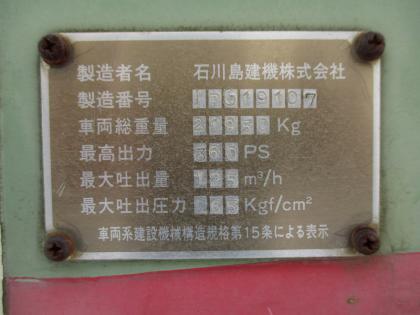 製造者名 石川島建機株式会社
製造番号
車両総重量 Kg
最高出力 PS
最大吐出量 125 m³/h
最大吐出圧力 Kgf/cm²
車両系建設機械構造規格第15条による表示